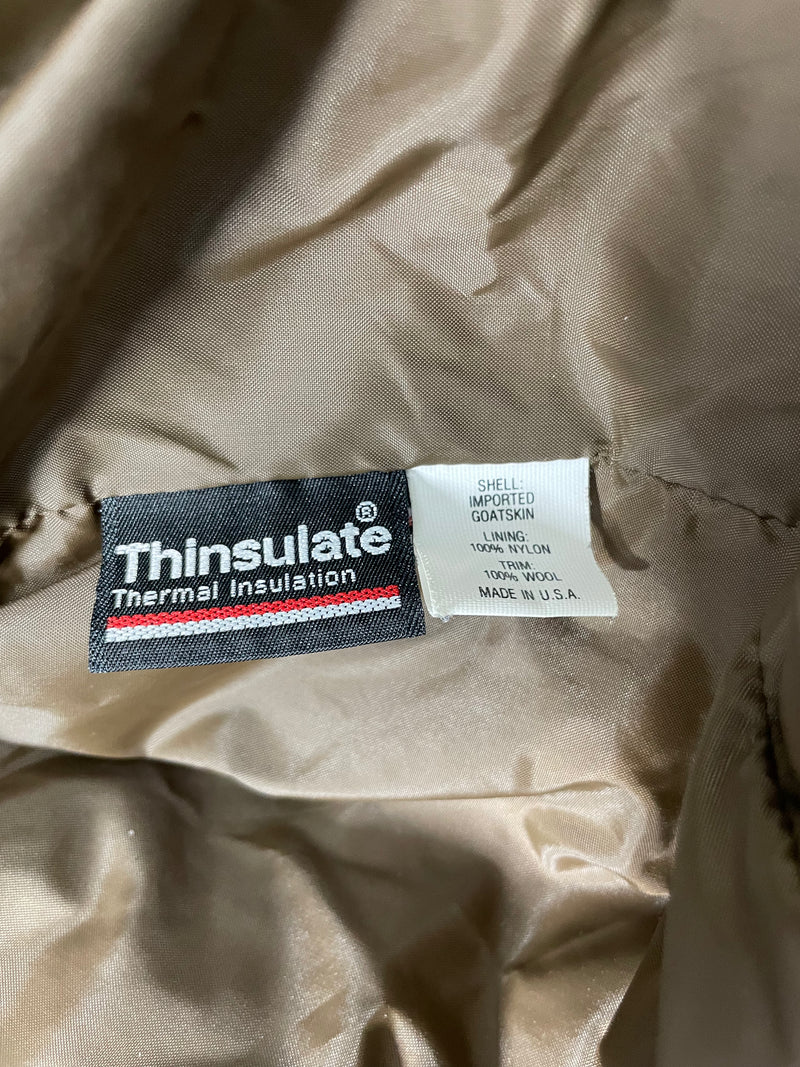 Thinsulate®
Thermal Insulation
SHELL:
IMPORTED
GOATSKIN
LINING:
100% NYLON
TRIM:
100% WOOL
MADE IN U.S.A.